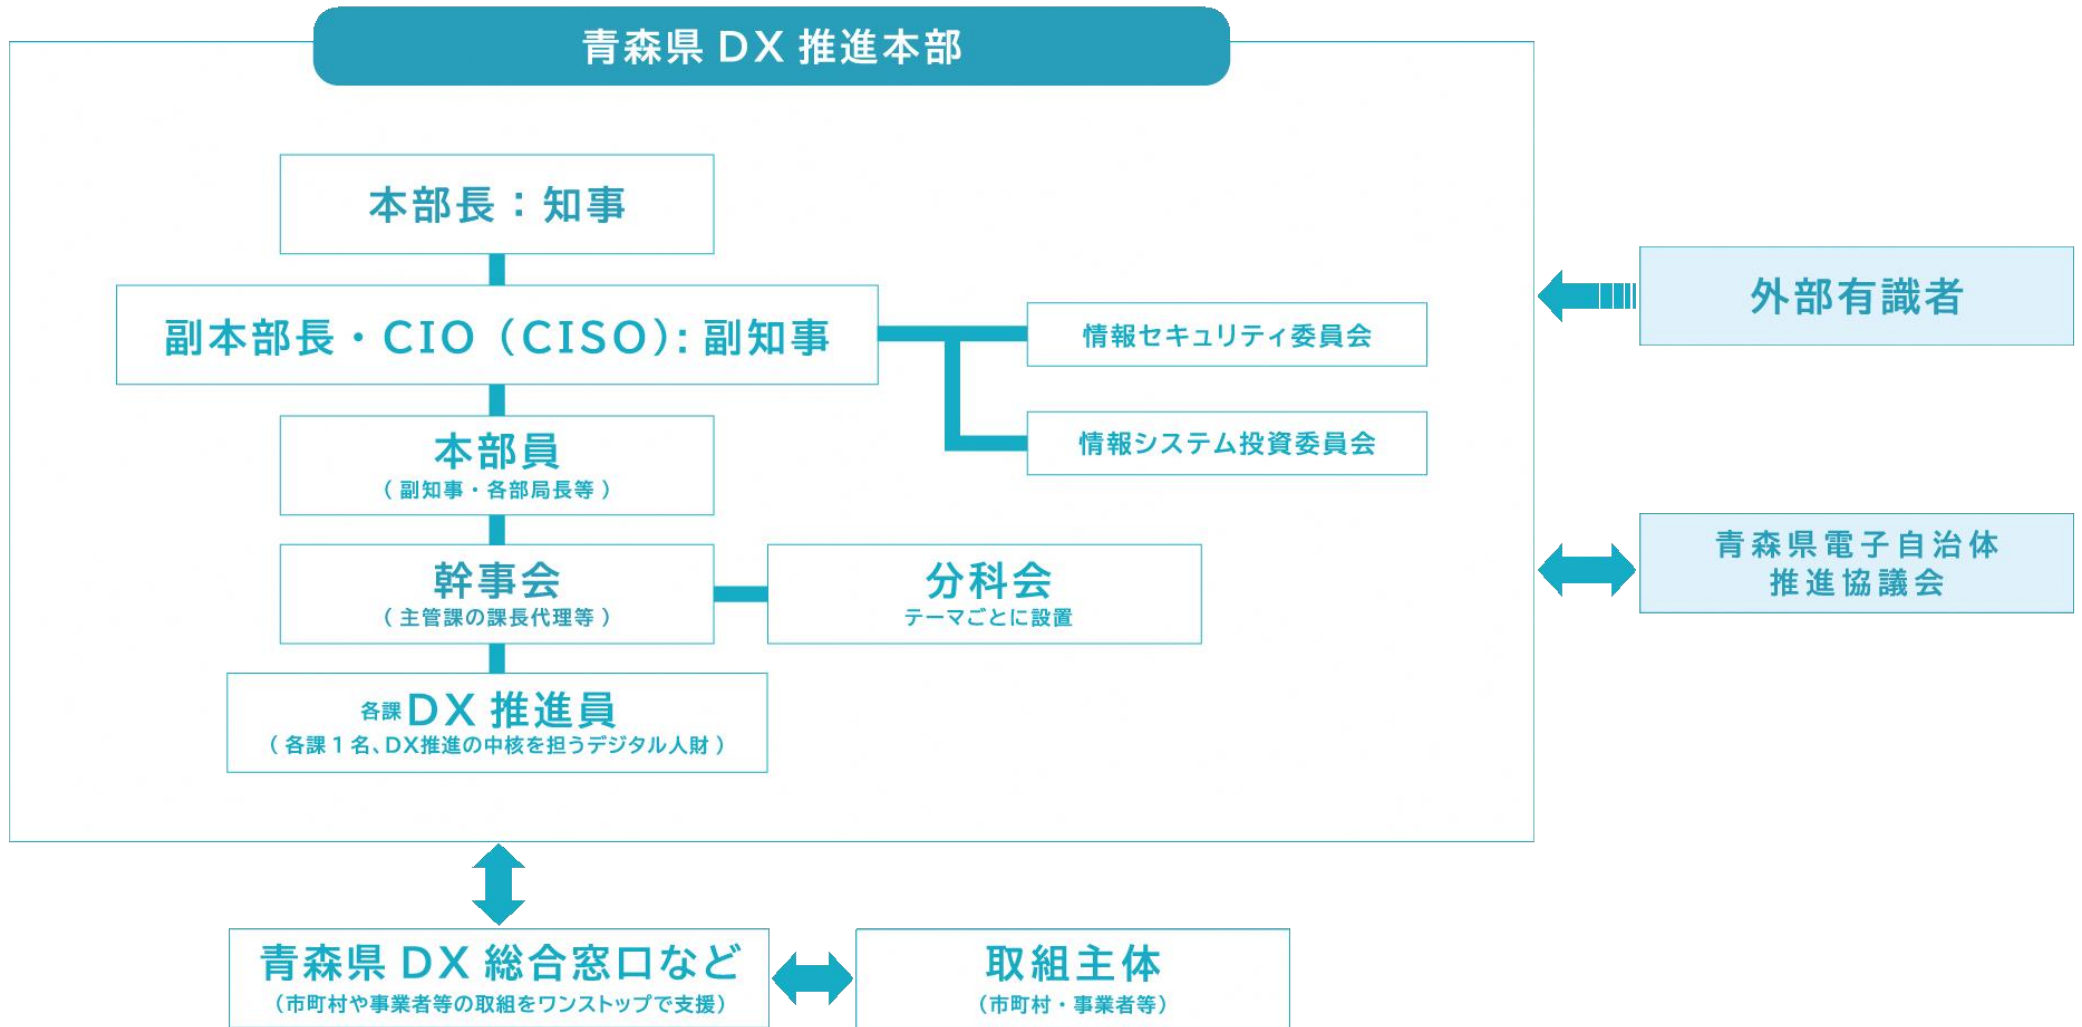 青森県 DX 推進本部
本部長：知事
副本部長・CIO（CISO）：副知事
情報セキュリティ委員会
情報システム投資委員会
本部員
（ 副知事・各部局長等 ）
幹事会
（ 主管課の課長代理等 ）
分科会
テーマごとに設置
各課DX 推進員
（ 各課１名、DX推進の中核を担うデジタル人財 ）
外部有識者
青森県電子自治体
推進協議会
青森県 DX 総合窓口など
（市町村や事業者等の取組をワンストップで支援）
取組主体
（市町村・事業者等）